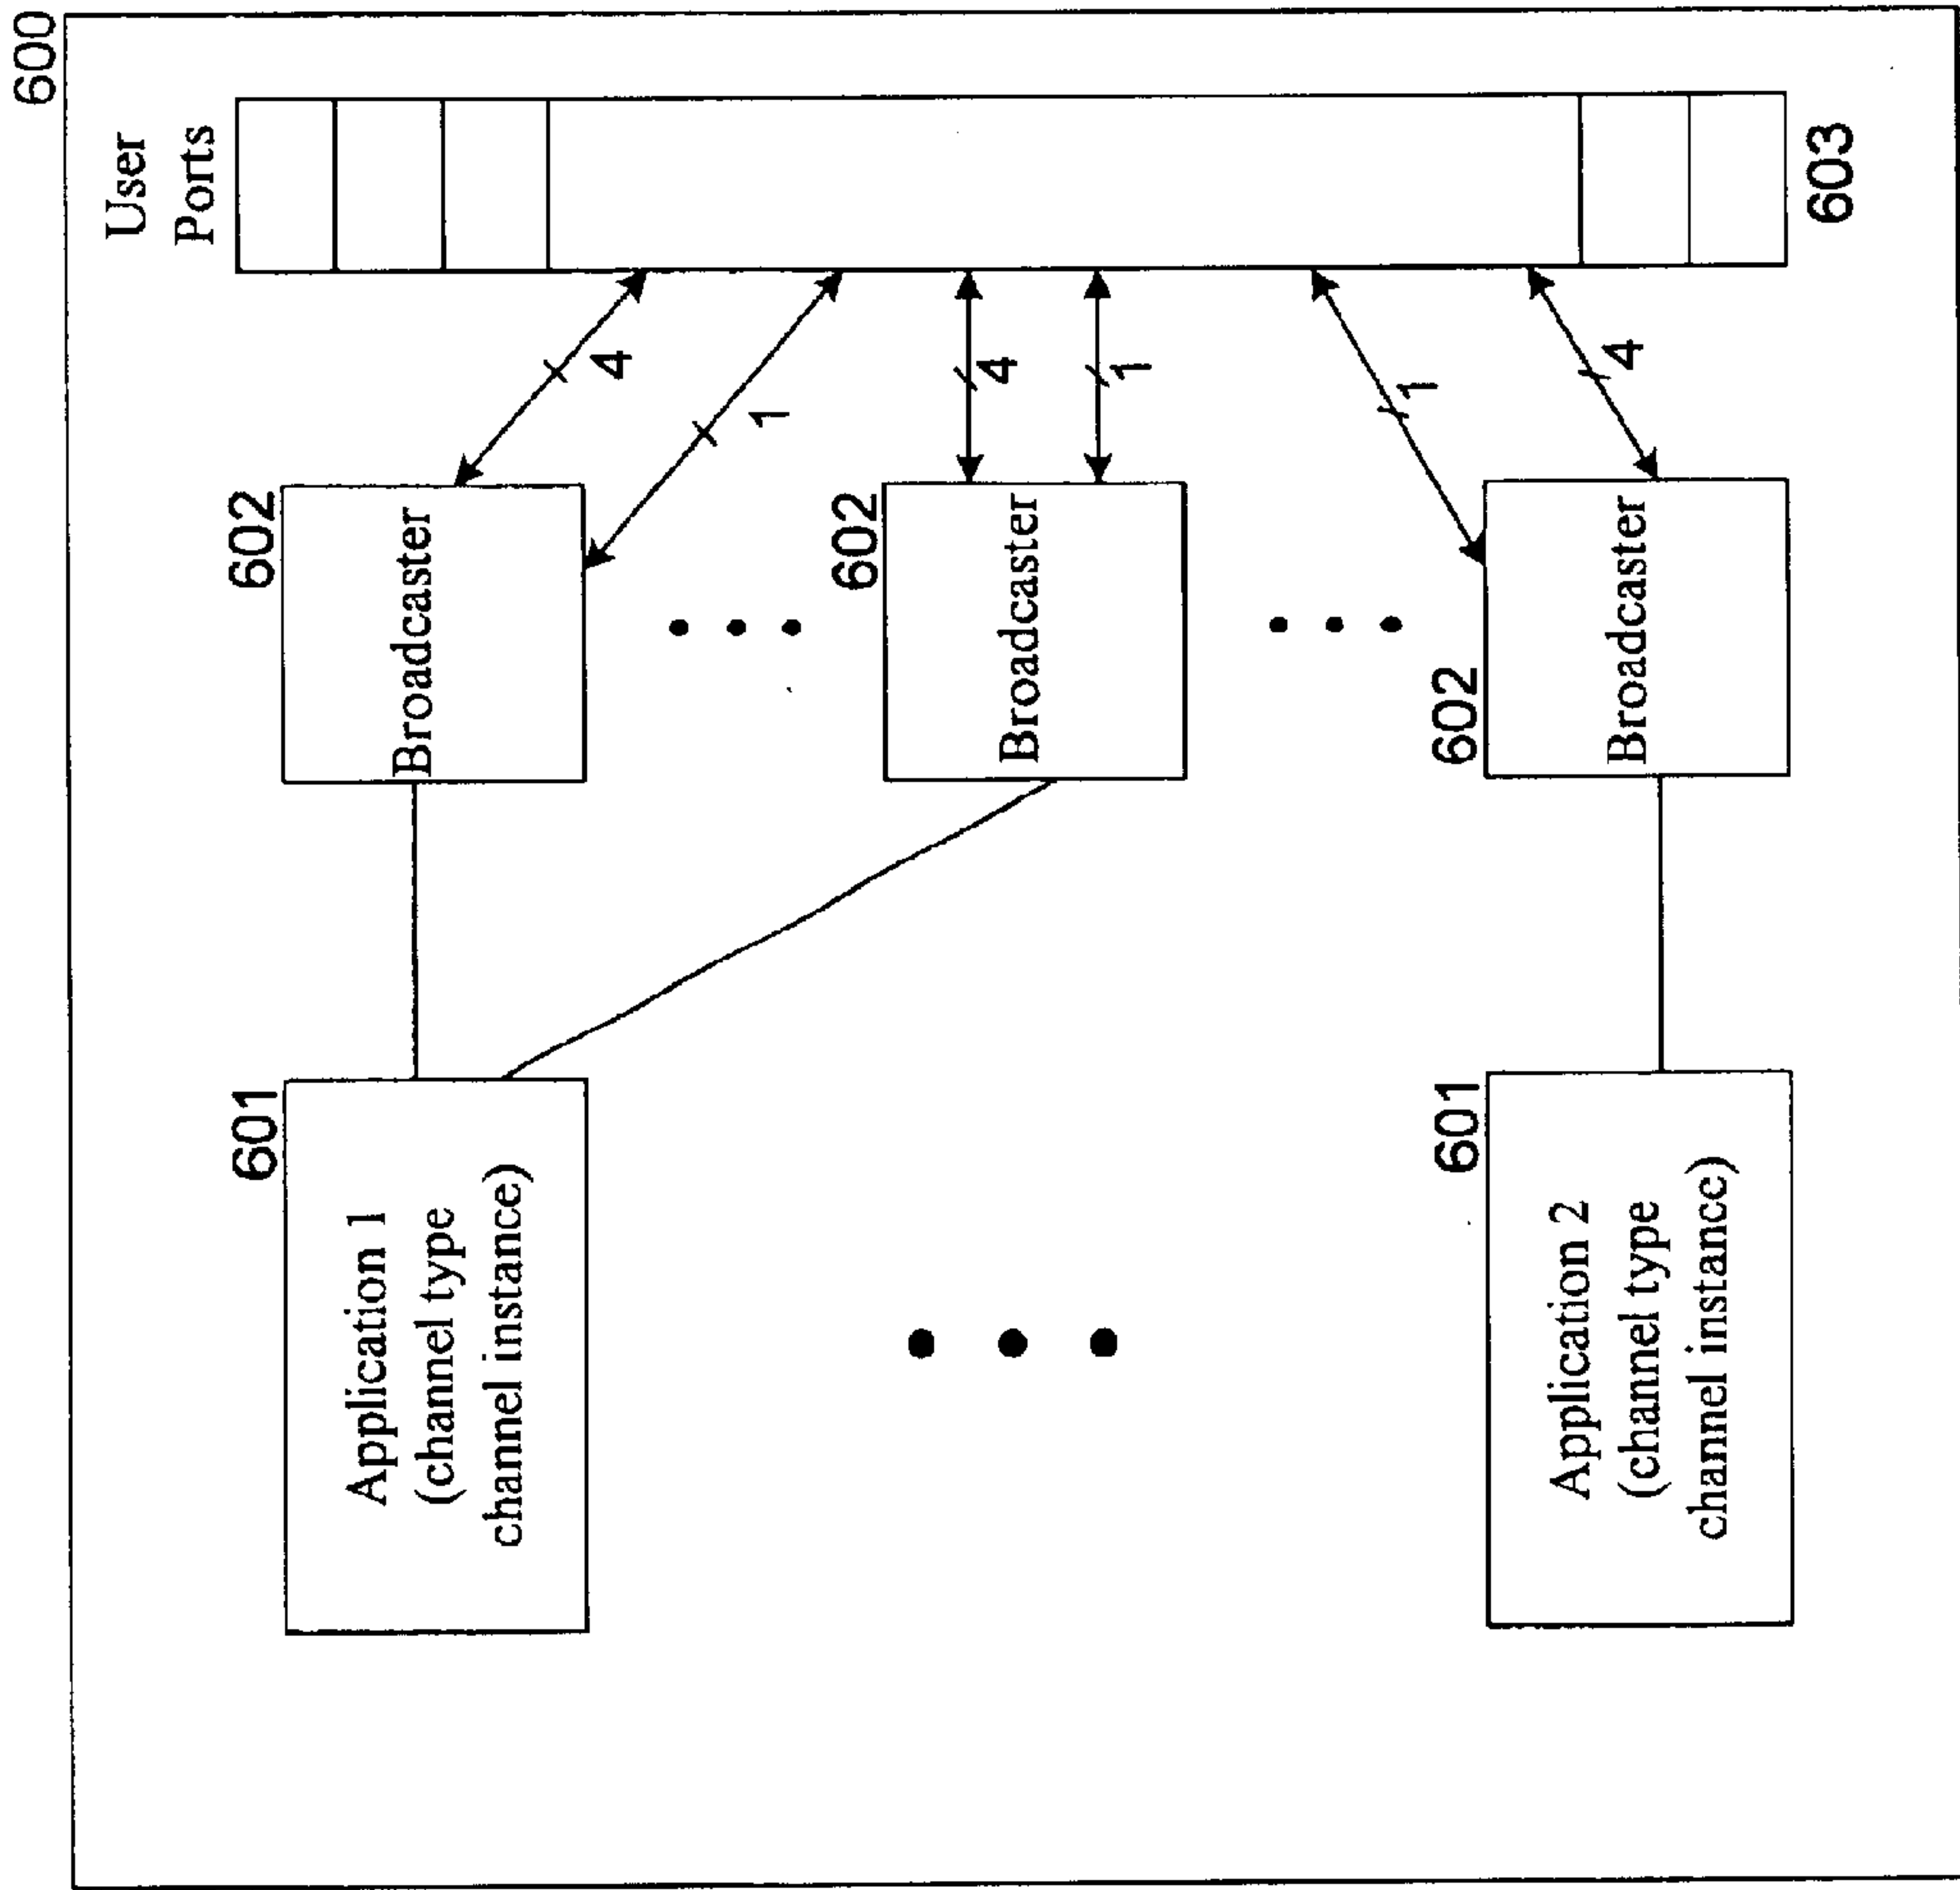 600
User
Ports
603
602
Broadcaster
4
1
602
Broadcaster
4
1
602
Broadcaster
1
4
601
Application 1
(channel type
channel instance)
601
Application 2
(channel type
channel instance)